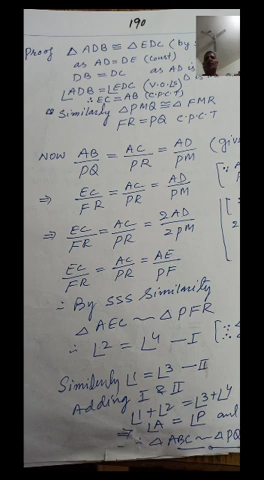 190
Proof △ADB ≅ △EDC (by
as AD = DE (const)
DB = DC as AD is
∠ADB = ∠EDC (V.O.∠s) D is
∴ EC = AB (C.P.C.T)
Similarly △PMQ ≅ △FMR
FR = PQ C.P.C.T
Now AB/PQ = AC/PR = AD/PM (give
⇒ EC/FR = AC/PR = AD/PM
⇒ EC/FR = AC/PR = 2AD/2PM
EC/FR = AC/PR = AE/PF
∴ By SSS Similarity
△AEC ~ △PFR
∴ ∠2 = ∠4 — I [∵
Similarly ∠1 = ∠3 — II
Adding I & II
∠1 + ∠2 = ∠3 + ∠4
⇒ ∠A = ∠P and
∴ △ABC ~ △PQ